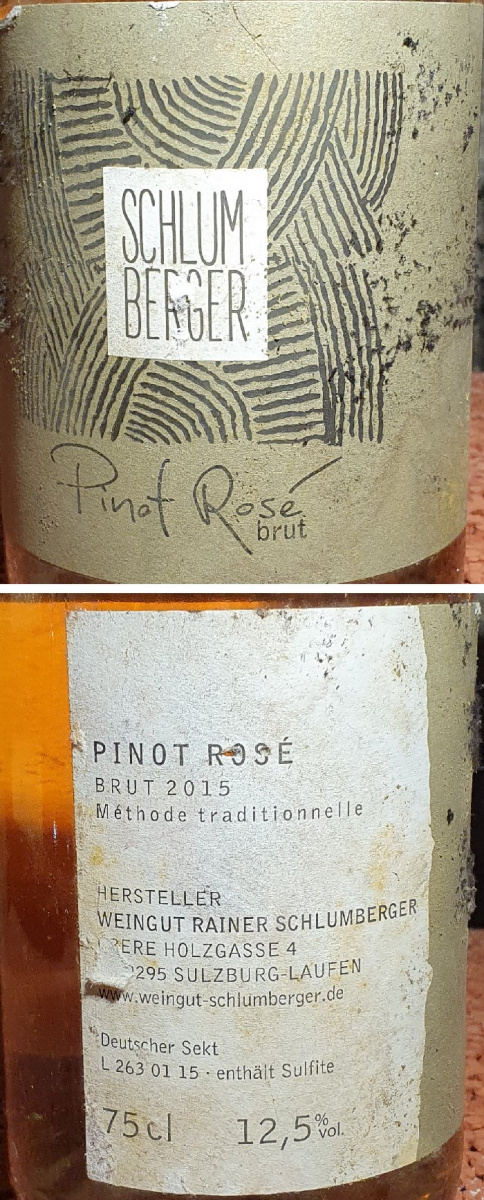 SCHLUM
BERGER
Pinot Rosé
brut
PINOT ROSÉ
BRUT 2015
Méthode traditionnelle
HERSTELLER
WEINGUT RAINER SCHLUMBERGER
OBERE HOLZGASSE 4
SULZBURG-LAUFEN
www.weingut-schlumberger.de
Deutscher Sekt
L 263 01 15 · enthält Sulfite
75 cl 12,5 % vol.